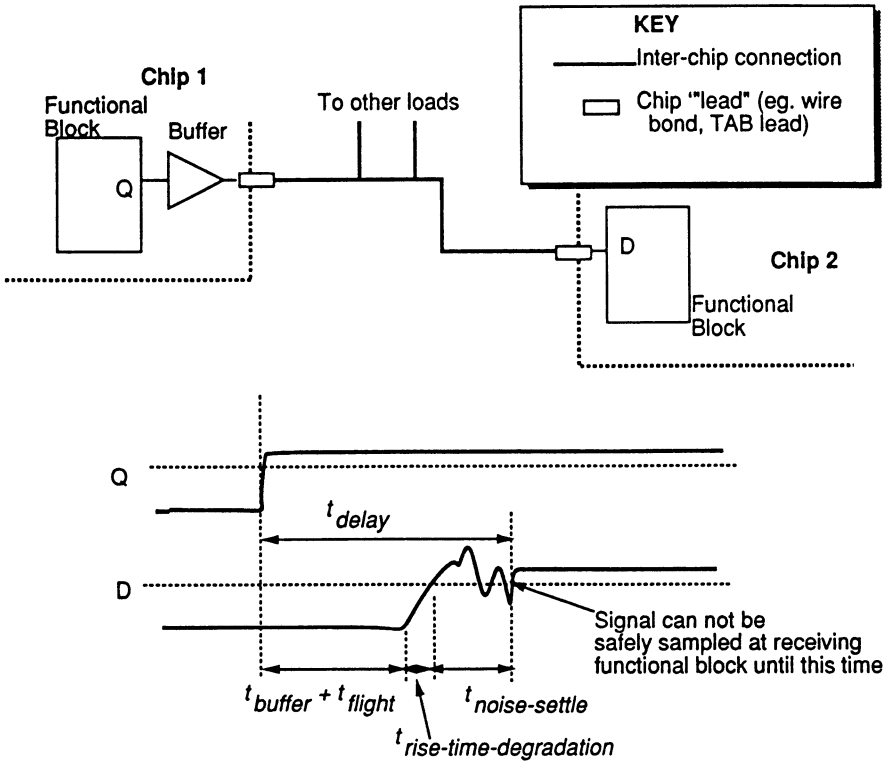 KEY
Inter-chip connection
Chip '"lead" (eg. wire
bond, TAB lead)
Chip 1
Functional
Block
Buffer
To other loads
Q
D
Chip 2
Functional
Block
Q
t delay
D
Signal can not be
safely sampled at receiving
functional block until this time
t buffer + t flight
t noise-settle
t rise-time-degradation